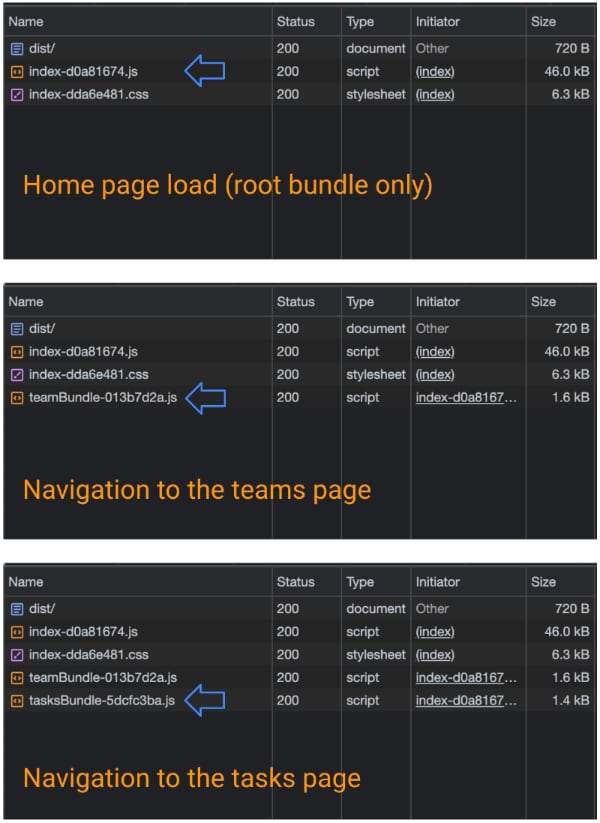 Name Status Type Initiator Size
dist/ 200 document Other 720 B
index-d0a81674.js 200 script (index) 46.0 kB
index-dda6e481.css 200 stylesheet (index) 6.3 kB
Home page load (root bundle only)
Name Status Type Initiator Size
dist/ 200 document Other 720 B
index-d0a81674.js 200 script (index) 46.0 kB
index-dda6e481.css 200 stylesheet (index) 6.3 kB
teamBundle-013b7d2a.js 200 script index-d0a8167... 1.6 kB
Navigation to the teams page
Name Status Type Initiator Size
dist/ 200 document Other 720 B
index-d0a81674.js 200 script (index) 46.0 kB
index-dda6e481.css 200 stylesheet (index) 6.3 kB
teamBundle-013b7d2a.js 200 script index-d0a8167... 1.6 kB
tasksBundle-5dcfc3ba.js 200 script index-d0a8167... 1.4 kB
Navigation to the tasks page